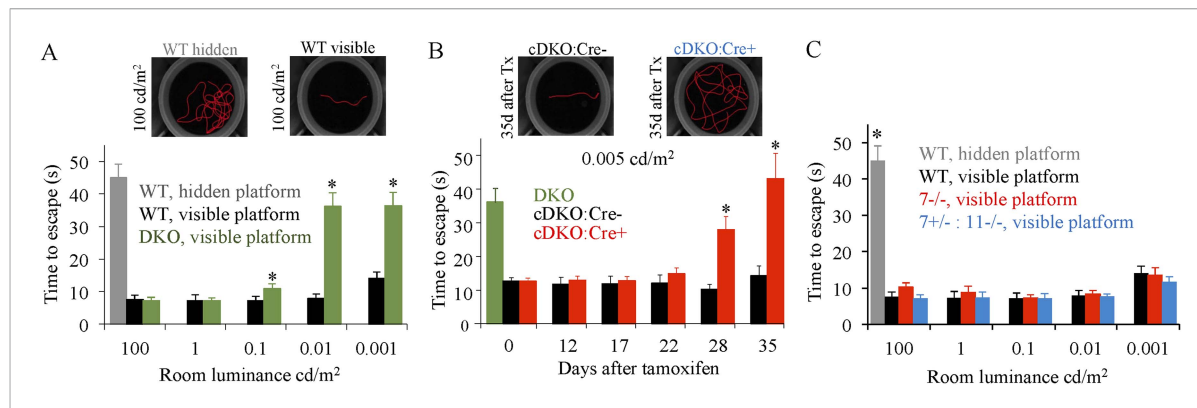 A
WT hidden
WT visible
100 cd/m²
100 cd/m²
Time to escape (s)
50
40
30
20
10
0
WT, hidden platform
WT, visible platform
DKO, visible platform
*
*
*
100
1
0.1
0.01
0.001
Room luminance cd/m²
B
cDKO:Cre-
cDKO:Cre+
35d after Tx
35d after Tx
0.005 cd/m²
Time to escape (s)
50
40
30
20
10
0
DKO
cDKO:Cre-
cDKO:Cre+
*
*
0
12
17
22
28
35
Days after tamoxifen
C
Time to escape (s)
50
40
30
20
10
0
*
WT, hidden platform
WT, visible platform
7-/-, visible platform
7+/- : 11-/-, visible platform
100
1
0.1
0.01
0.001
Room luminance cd/m²